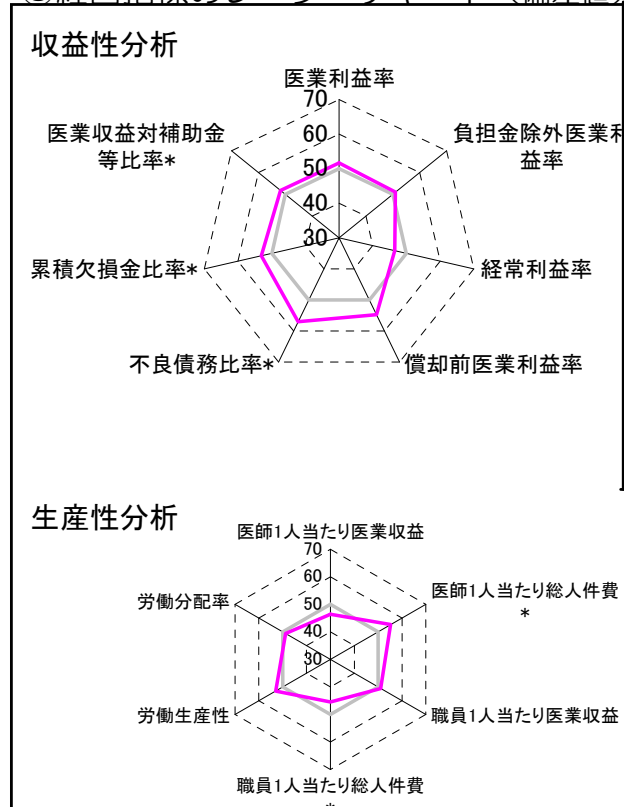 収益性分析
医業利益率
70
60
50
40
30
負担金除外医業利
益率
経常利益率
償却前医業利益率
不良債務比率*
累積欠損金比率*
医業収益対補助金
等比率*
生産性分析
医師1人当たり医業収益
70
60
50
40
30
医師1人当たり総人件費
*
職員1人当たり医業収益
職員1人当たり総人件費
*
労働生産性
労働分配率